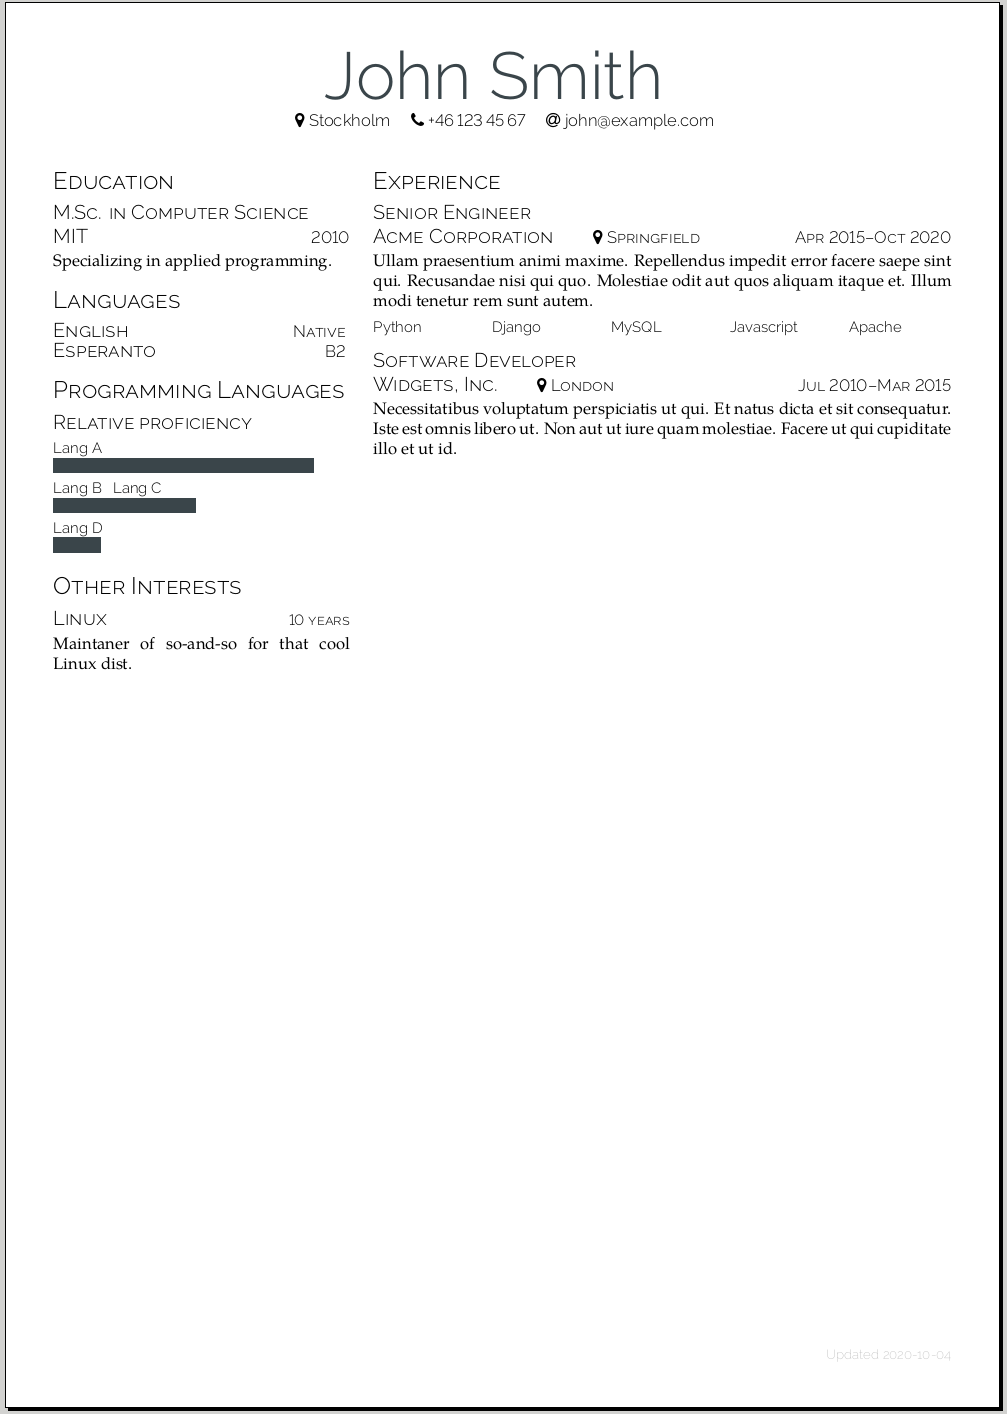 John Smith
Stockholm +46 123 45 67 @ john@example.com
Education
M.Sc. in Computer Science
MIT 2010
Specializing in applied programming.
Languages
English Native
Esperanto B2
Programming Languages
Relative proficiency
Lang A
Lang B Lang C
Lang D
Other Interests
Linux 10 years
Maintaner of so-and-so for that cool
Linux dist.
Experience
Senior Engineer
Acme Corporation Springfield Apr 2015–Oct 2020
Ullam praesentium animi maxime. Repellendus impedit error facere saepe sint
qui. Recusandae nisi qui quo. Molestiae odit aut quos aliquam itaque et. Illum
modi tenetur rem sunt autem.
Python Django MySQL Javascript Apache
Software Developer
Widgets, Inc. London Jul 2010–Mar 2015
Necessitatibus voluptatum perspiciatis ut qui. Et natus dicta et sit consequatur.
Iste est omnis libero ut. Non aut ut iure quam molestiae. Facere ut qui cupiditate
illo et ut id.
Updated 2020-10-04